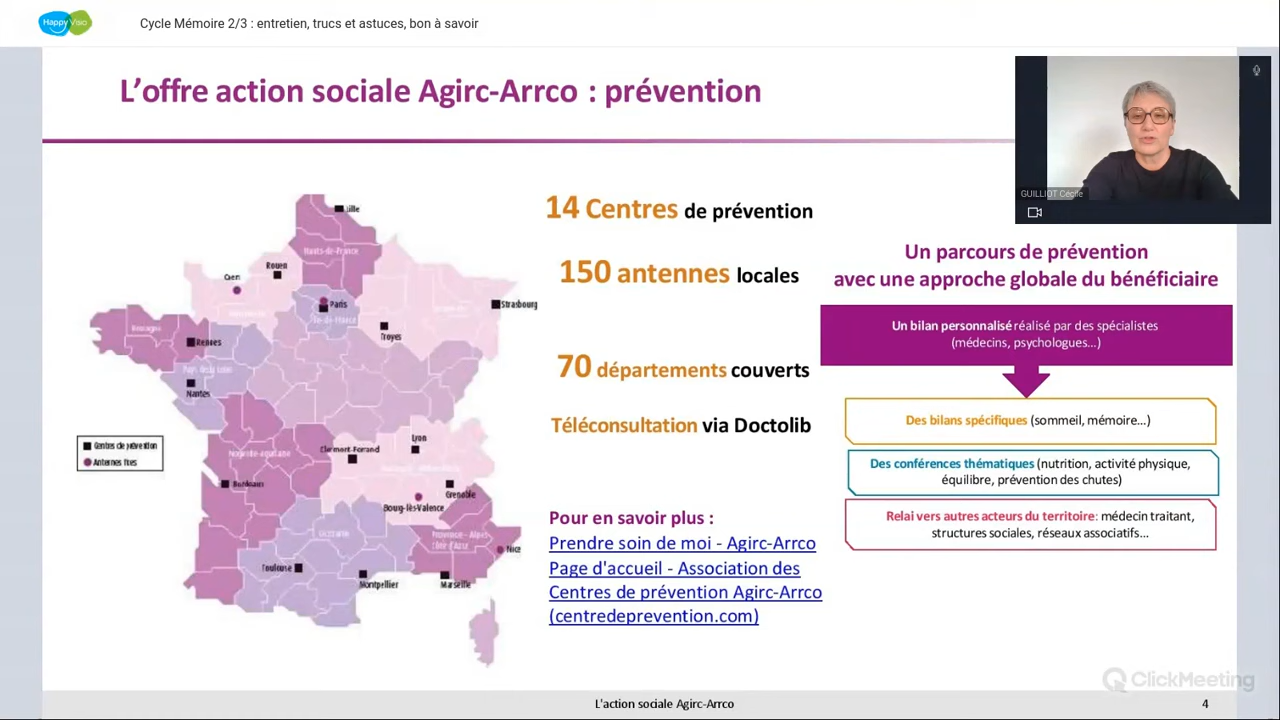 Happy Visio
Cycle Mémoire 2/3 : entretien, trucs et astuces, bon à savoir
L'offre action sociale Agirc-Arrco : prévention
GUILLIOT Cécile
Lille
Hauts-de-France
Rouen
Caen
Paris
Île-de-France
Strasbourg
Troyes
Bretagne
Rennes
Pays de la Loire
Nantes
Centres de prévention
Antennes fixes
Clermont-Ferrand
Lyon
Nouvelle-Aquitaine
Bordeaux
Grenoble
Bourg-lès-Valence
Occitanie
Provence - Alpes
Côte d'Azur
Nice
Toulouse
Montpellier
Marseille
14 Centres de prévention
150 antennes locales
70 départements couverts
Téléconsultation via Doctolib
Pour en savoir plus :
Prendre soin de moi - Agirc-Arrco
Page d'accueil - Association des
Centres de prévention Agirc-Arrco
(centredeprevention.com)
Un parcours de prévention
avec une approche globale du bénéficiaire
Un bilan personnalisé réalisé par des spécialistes
(médecins, psychologues...)
Des bilans spécifiques (sommeil, mémoire...)
Des conférences thématiques (nutrition, activité physique,
équilibre, prévention des chutes)
Relai vers autres acteurs du territoire: médecin traitant,
structures sociales, réseaux associatifs...
ClickMeeting
L'action sociale Agirc-Arrco
4